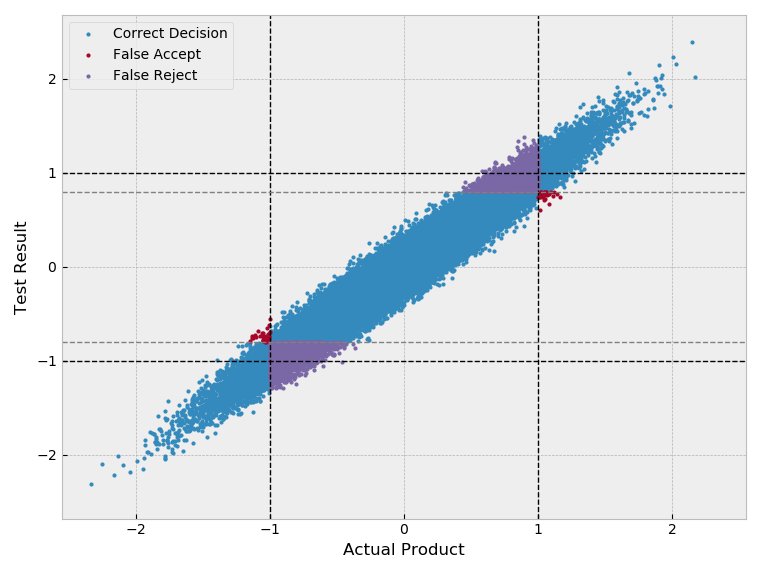 Correct Decision
False Accept
False Reject
2
1
0
−1
−2
−2
−1
0
1
2
Test Result
Actual Product